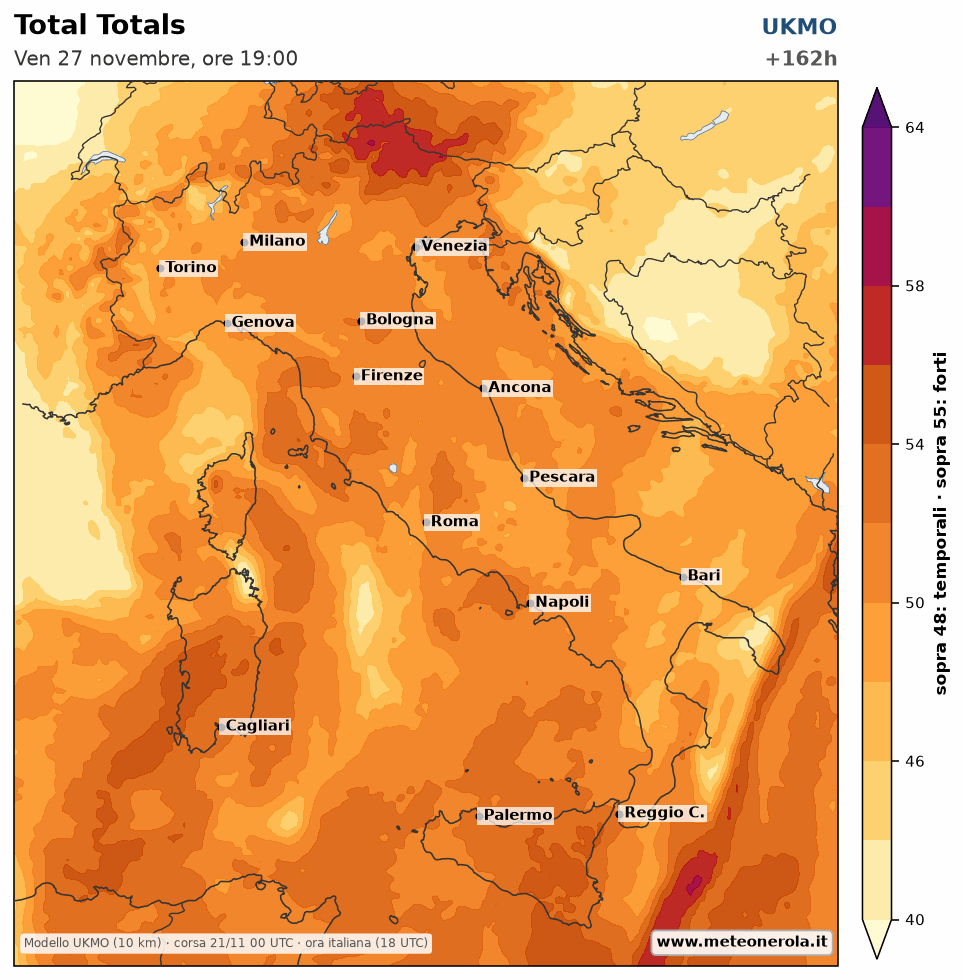 Total Totals
UKMO
Ven 27 novembre, ore 19:00
+162h
Milano
Venezia
Torino
Genova
Bologna
Firenze
Ancona
Pescara
Roma
Bari
Napoli
Cagliari
Palermo
Reggio C.
64
58
54
50
46
40
sopra 48: temporali · sopra 55: forti
Modello UKMO (10 km) · corsa 21/11 00 UTC · ora italiana (18 UTC)
www.meteonerola.it